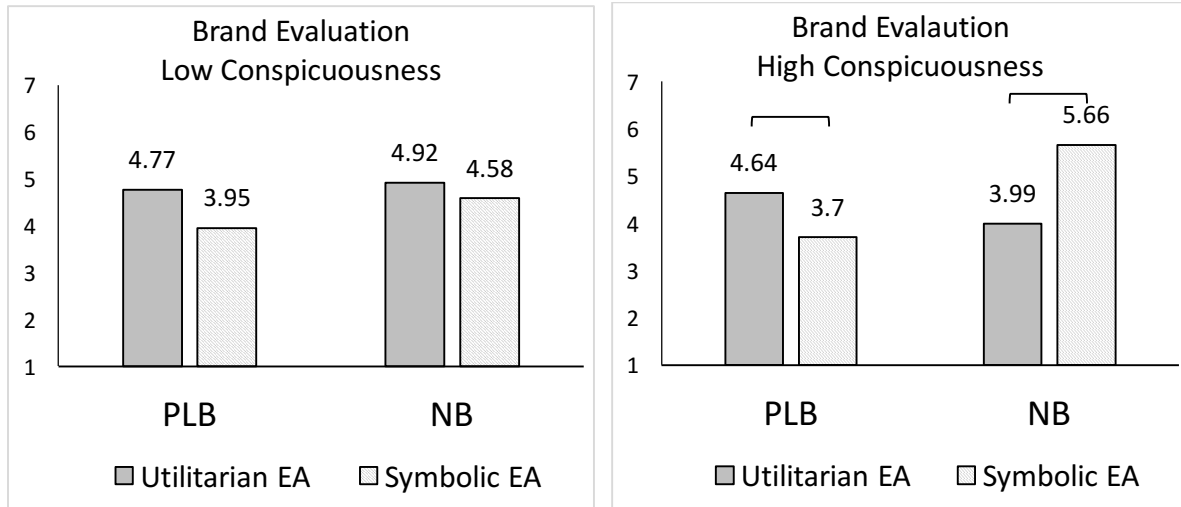 Brand Evaluation
Low Conspicuousness
7
6
5
4
3
2
1
4.77
3.95
4.92
4.58
PLB
NB
Utilitarian EA
Symbolic EA
Brand Evalaution
High Conspicuousness
7
6
5
4
3
2
1
4.64
3.7
3.99
5.66
PLB
NB
Utilitarian EA
Symbolic EA